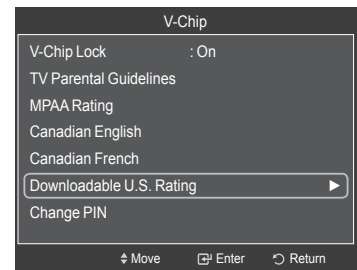 V-Chip
V-Chip Lock : On
TV Parental Guidelines
MPAA Rating
Canadian English
Canadian French
Downloadable U.S. Rating ►
Change PIN
Move Enter Return